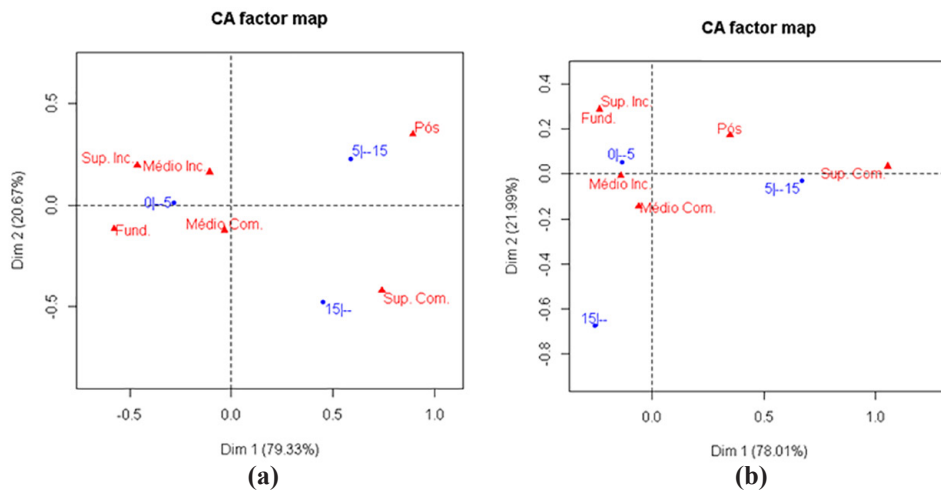 CA factor map
Dim 2 (20.67%)
0.5
0.0
-0.5
Pós
5|--15
Sup. Inc.
Médio Inc.
0|--5
Fund.
Médio Com.
15|--
Sup. Com.
-0.5
0.0
0.5
1.0
Dim 1 (79.33%)
(a)
CA factor map
Dim 2 (21.99%)
0.4
0.2
0.0
-0.2
-0.4
-0.6
-0.8
Sup. Inc.
Fund.
Pós
0|--5
Sup. Com.
Médio Inc.
5|--15
Médio Com.
15|--
0.0
0.5
1.0
Dim 1 (78.01%)
(b)